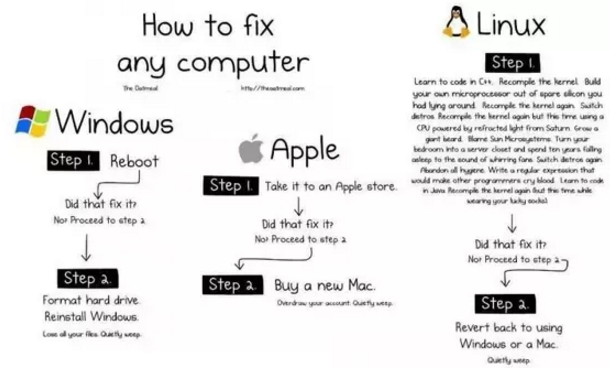 How to fix
any computer
The Oatmeal
http://theoatmeal.com
Windows
Step 1.
Reboot
Did that fix it?
No? Proceed to step 2
Step 2.
Format hard drive.
Reinstall Windows.
Lose all your files. Quietly weep.
Apple
Step 1.
Take it to an Apple store.
Did that fix it?
No? Proceed to step 2
Step 2.
Buy a new Mac.
Overdraw your account. Quietly weep.
Linux
Step 1.
Learn to code in C++. Recompile the kernel. Build
your own microprocessor out of spare silicon you
had lying around. Recompile the kernel again. Switch
distros. Recompile the kernel again but this time using a
CPU powered by refracted light from Saturn. Grow a
giant beard. Blame Sun Microsystems. Turn your
bedroom into a server closet and spend ten years falling
asleep to the sound of whirring fans. Switch distros again.
Abandon all hygiene. Write a regular expression that
would make other programmers cry blood. Learn to code
in Java. Recompile the kernel again (but this time while
wearing your lucky socks).
Did that fix it?
No? Proceed to step 2
Step 2.
Revert back to using
Windows or a Mac.
Quietly weep.